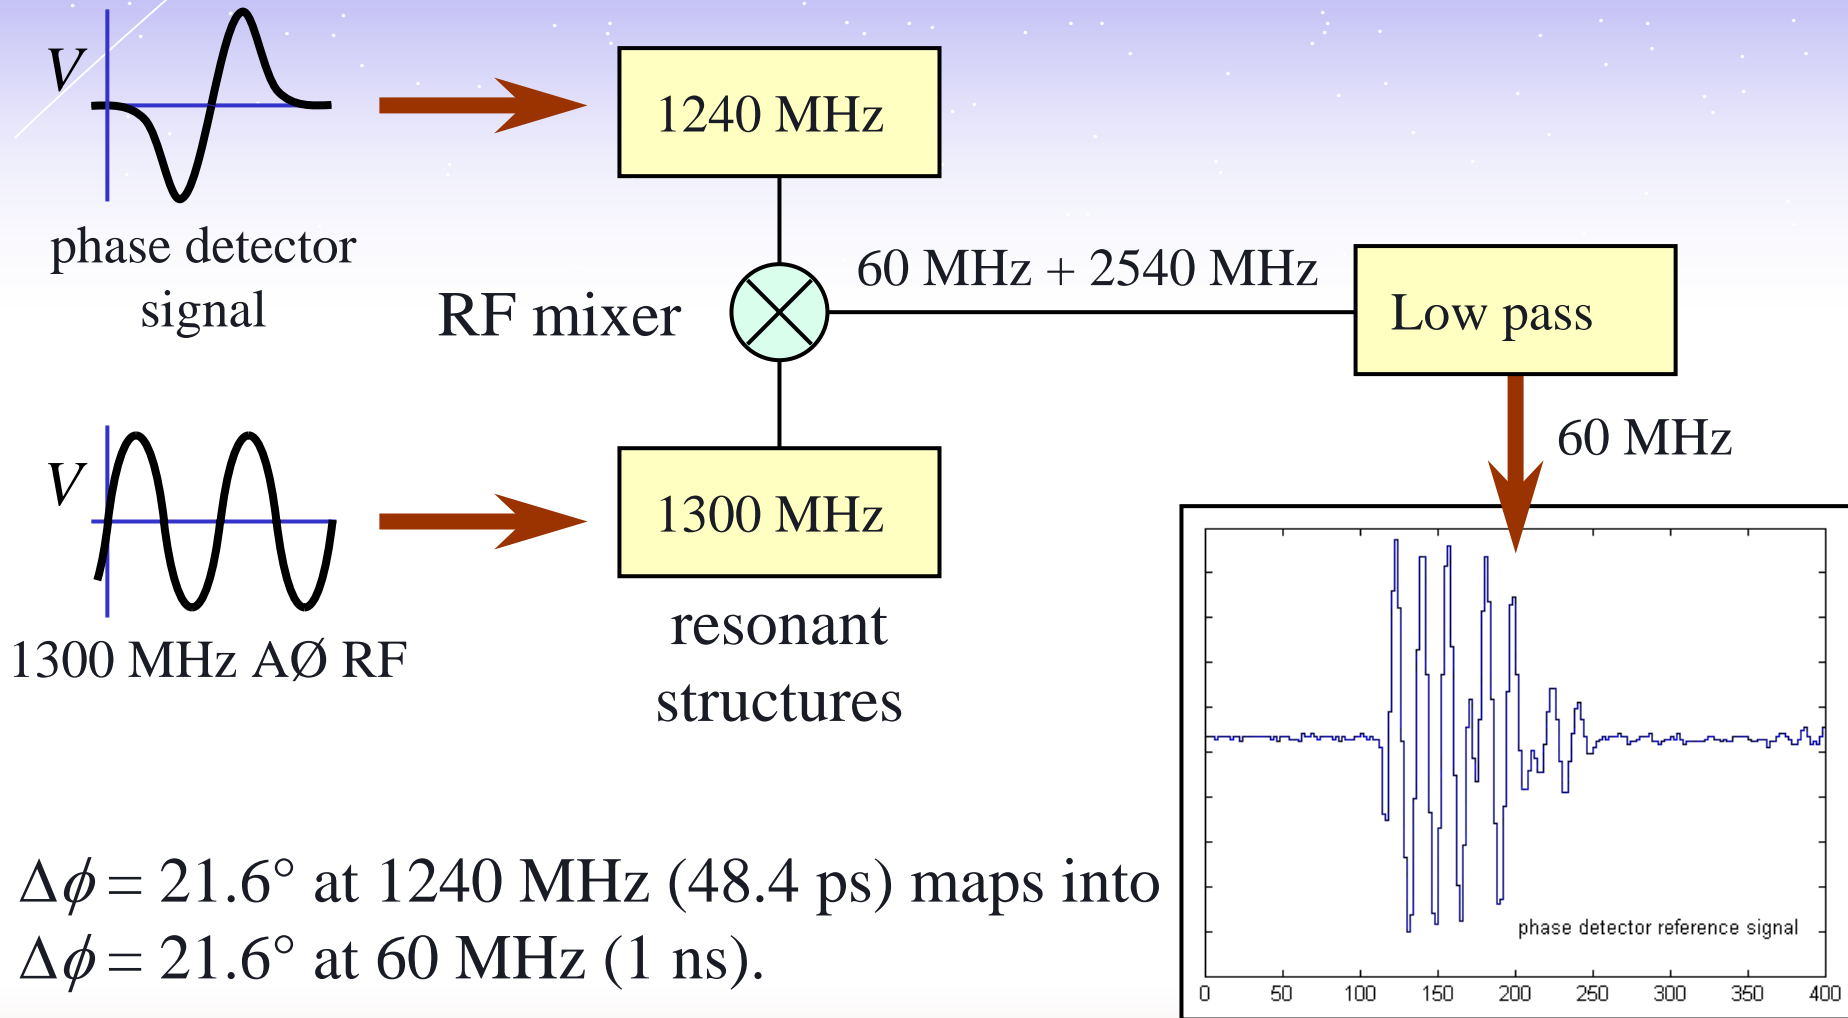 V
1240 MHz
phase detector
signal
60 MHz + 2540 MHz
RF mixer
Low pass
60 MHz
V
1300 MHz
1300 MHz AØ RF
resonant
structures
Δϕ = 21.6° at 1240 MHz (48.4 ps) maps into
Δϕ = 21.6° at 60 MHz (1 ns).
phase detector reference signal
0 50 100 150 200 250 300 350 400